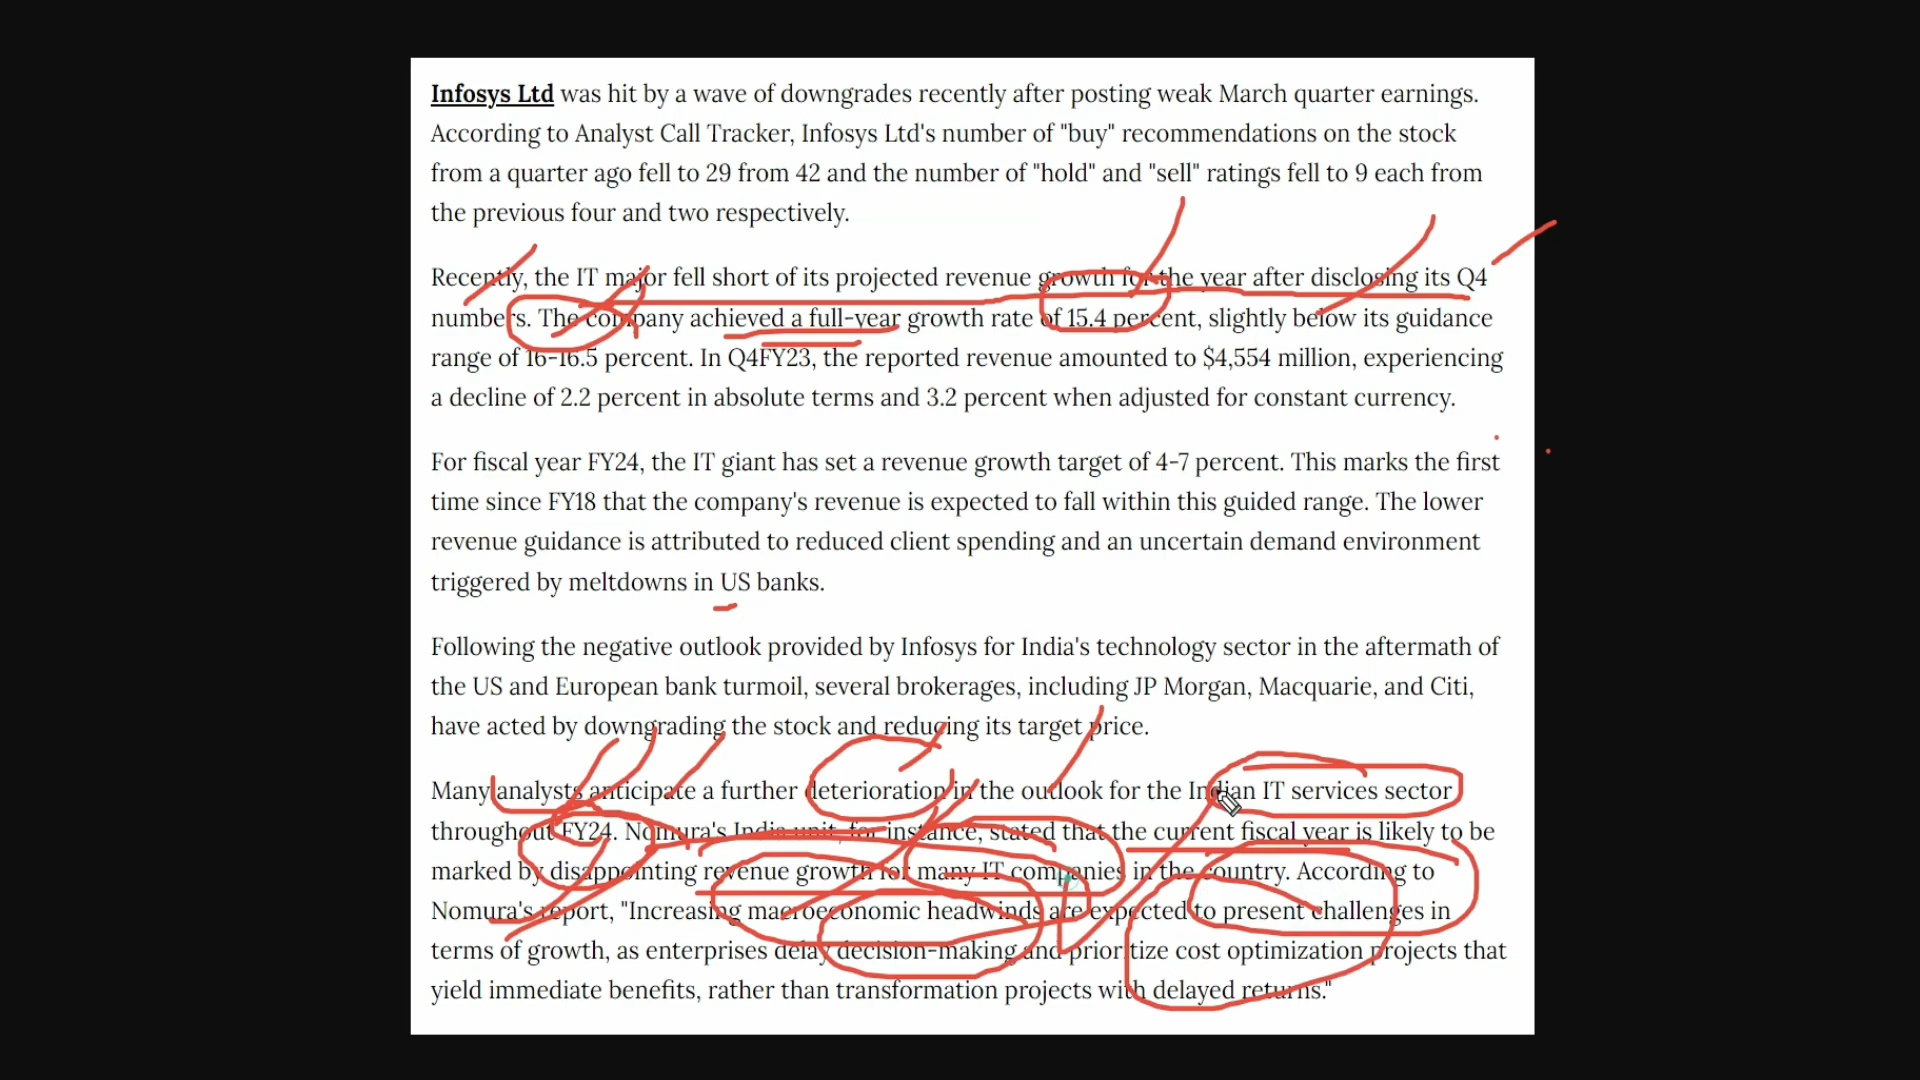 Infosys Ltd was hit by a wave of downgrades recently after posting weak March quarter earnings.
According to Analyst Call Tracker, Infosys Ltd's number of "buy" recommendations on the stock
from a quarter ago fell to 29 from 42 and the number of "hold" and "sell" ratings fell to 9 each from
the previous four and two respectively.
Recently, the IT major fell short of its projected revenue growth for the year after disclosing its Q4
numbers. The company achieved a full-year growth rate of 15.4 percent, slightly below its guidance
range of 16-16.5 percent. In Q4FY23, the reported revenue amounted to $4,554 million, experiencing
a decline of 2.2 percent in absolute terms and 3.2 percent when adjusted for constant currency.
For fiscal year FY24, the IT giant has set a revenue growth target of 4-7 percent. This marks the first
time since FY18 that the company's revenue is expected to fall within this guided range. The lower
revenue guidance is attributed to reduced client spending and an uncertain demand environment
triggered by meltdowns in US banks.
Following the negative outlook provided by Infosys for India's technology sector in the aftermath of
the US and European bank turmoil, several brokerages, including JP Morgan, Macquarie, and Citi,
have acted by downgrading the stock and reducing its target price.
Many analysts anticipate a further deterioration in the outlook for the Indian IT services sector
throughout FY24. Nomura's India unit, for instance, stated that the current fiscal year is likely to be
marked by disappointing revenue growth for many IT companies in the country. According to
Nomura's report, "Increasing macroeconomic headwinds are expected to present challenges in
terms of growth, as enterprises delay decision-making and prioritize cost optimization projects that
yield immediate benefits, rather than transformation projects with delayed returns."